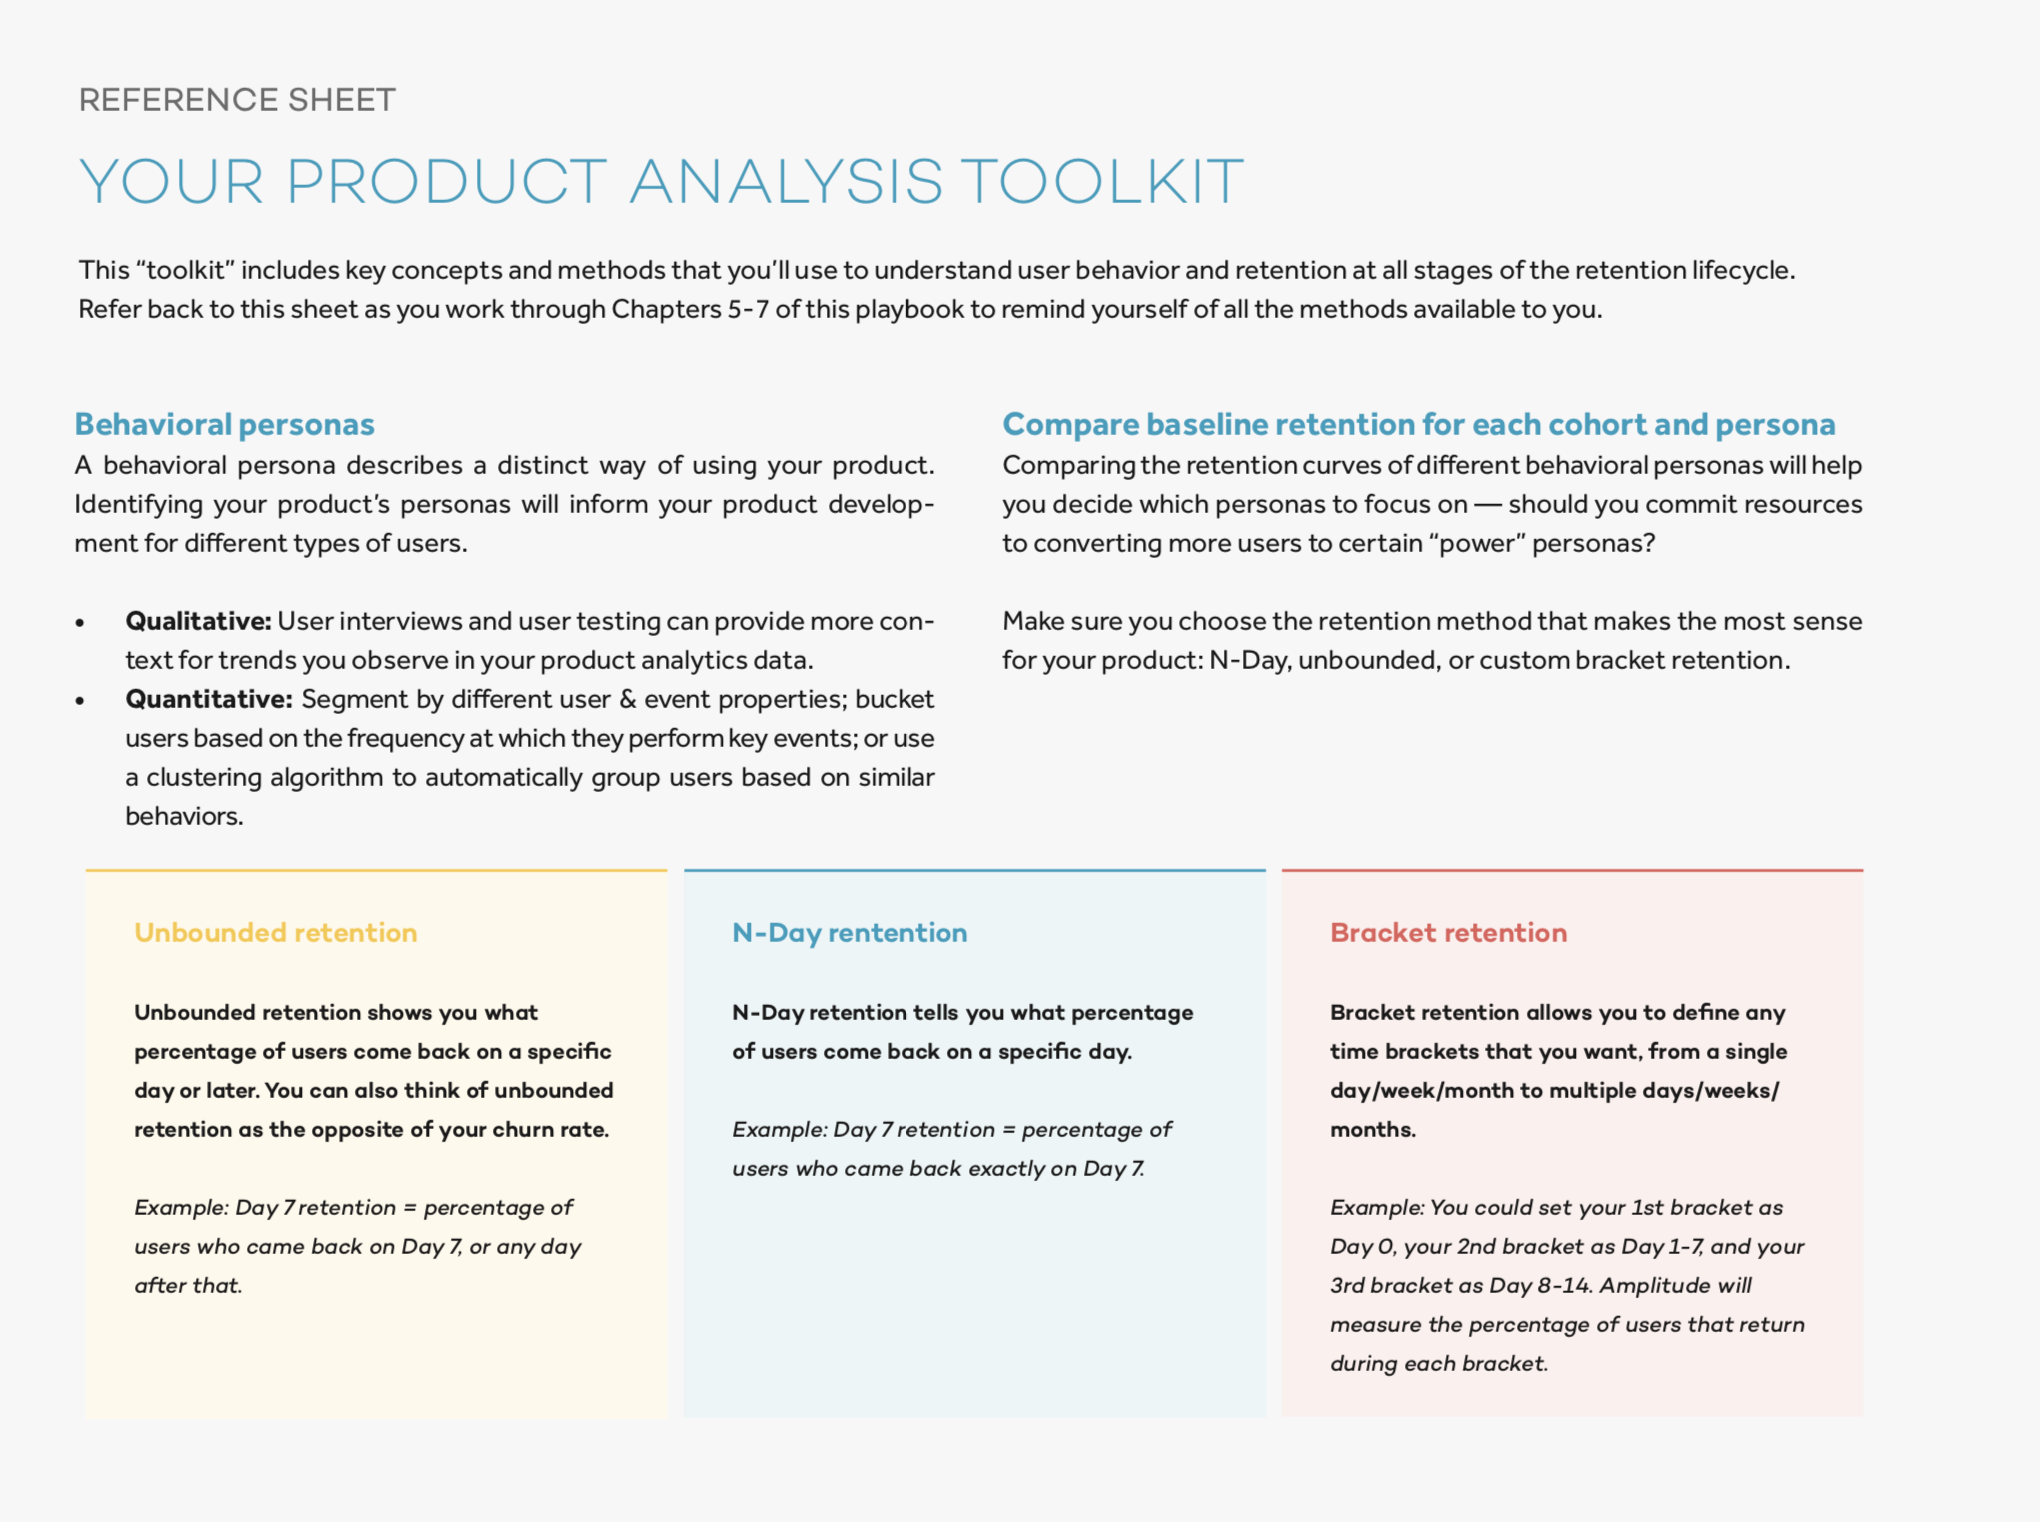 REFERENCE SHEET
YOUR PRODUCT ANALYSIS TOOLKIT
This “toolkit” includes key concepts and methods that you’ll use to understand user behavior and retention at all stages of the retention lifecycle.
Refer back to this sheet as you work through Chapters 5-7 of this playbook to remind yourself of all the methods available to you.
Behavioral personas
A behavioral persona describes a distinct way of using your product.
Identifying your product’s personas will inform your product develop-
ment for different types of users.
• Qualitative: User interviews and user testing can provide more con-
text for trends you observe in your product analytics data.
• Quantitative: Segment by different user & event properties; bucket
users based on the frequency at which they perform key events; or use
a clustering algorithm to automatically group users based on similar
behaviors.
Compare baseline retention for each cohort and persona
Comparing the retention curves of different behavioral personas will help
you decide which personas to focus on — should you commit resources
to converting more users to certain “power” personas?
Make sure you choose the retention method that makes the most sense
for your product: N-Day, unbounded, or custom bracket retention.
Unbounded retention
Unbounded retention shows you what
percentage of users come back on a specific
day or later. You can also think of unbounded
retention as the opposite of your churn rate.
Example: Day 7 retention = percentage of
users who came back on Day 7, or any day
after that.
N-Day rentention
N-Day retention tells you what percentage
of users come back on a specific day.
Example: Day 7 retention = percentage of
users who came back exactly on Day 7.
Bracket retention
Bracket retention allows you to define any
time brackets that you want, from a single
day/week/month to multiple days/weeks/
months.
Example: You could set your 1st bracket as
Day 0, your 2nd bracket as Day 1-7, and your
3rd bracket as Day 8-14. Amplitude will
measure the percentage of users that return
during each bracket.